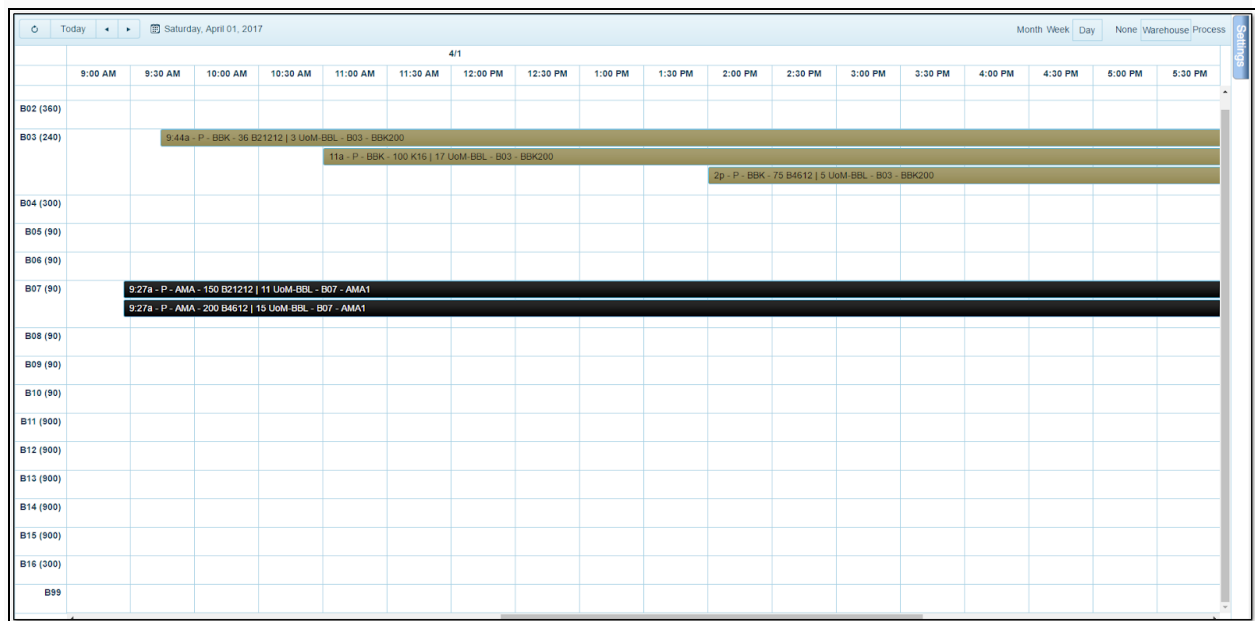 Today Saturday, April 01, 2017 Month Week Day None Warehouse Process
Settings
4/1
9:00 AM 9:30 AM 10:00 AM 10:30 AM 11:00 AM 11:30 AM 12:00 PM 12:30 PM 1:00 PM 1:30 PM 2:00 PM 2:30 PM 3:00 PM 3:30 PM 4:00 PM 4:30 PM 5:00 PM 5:30 PM
B02 (360)
B03 (240) 9:44a - P - BBK - 36 B21212 | 3 UoM-BBL - B03 - BBK200
11a - P - BBK - 100 K16 | 17 UoM-BBL - B03 - BBK200
2p - P - BBK - 75 B4612 | 5 UoM-BBL - B03 - BBK200
B04 (300)
B05 (90)
B06 (90)
B07 (90) 9:27a - P - AMA - 150 B21212 | 11 UoM-BBL - B07 - AMA1
9:27a - P - AMA - 200 B4612 | 15 UoM-BBL - B07 - AMA1
B08 (90)
B09 (90)
B10 (90)
B11 (900)
B12 (900)
B13 (900)
B14 (900)
B15 (900)
B16 (300)
B99